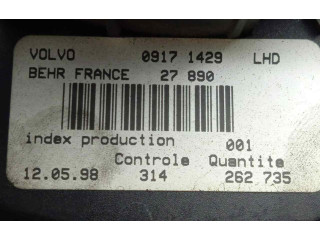 VOLVO 0917 1429 LHD
BEHR FRANCE 27 890
index production 001
Controle Quantite
12.05.98 314 262 735